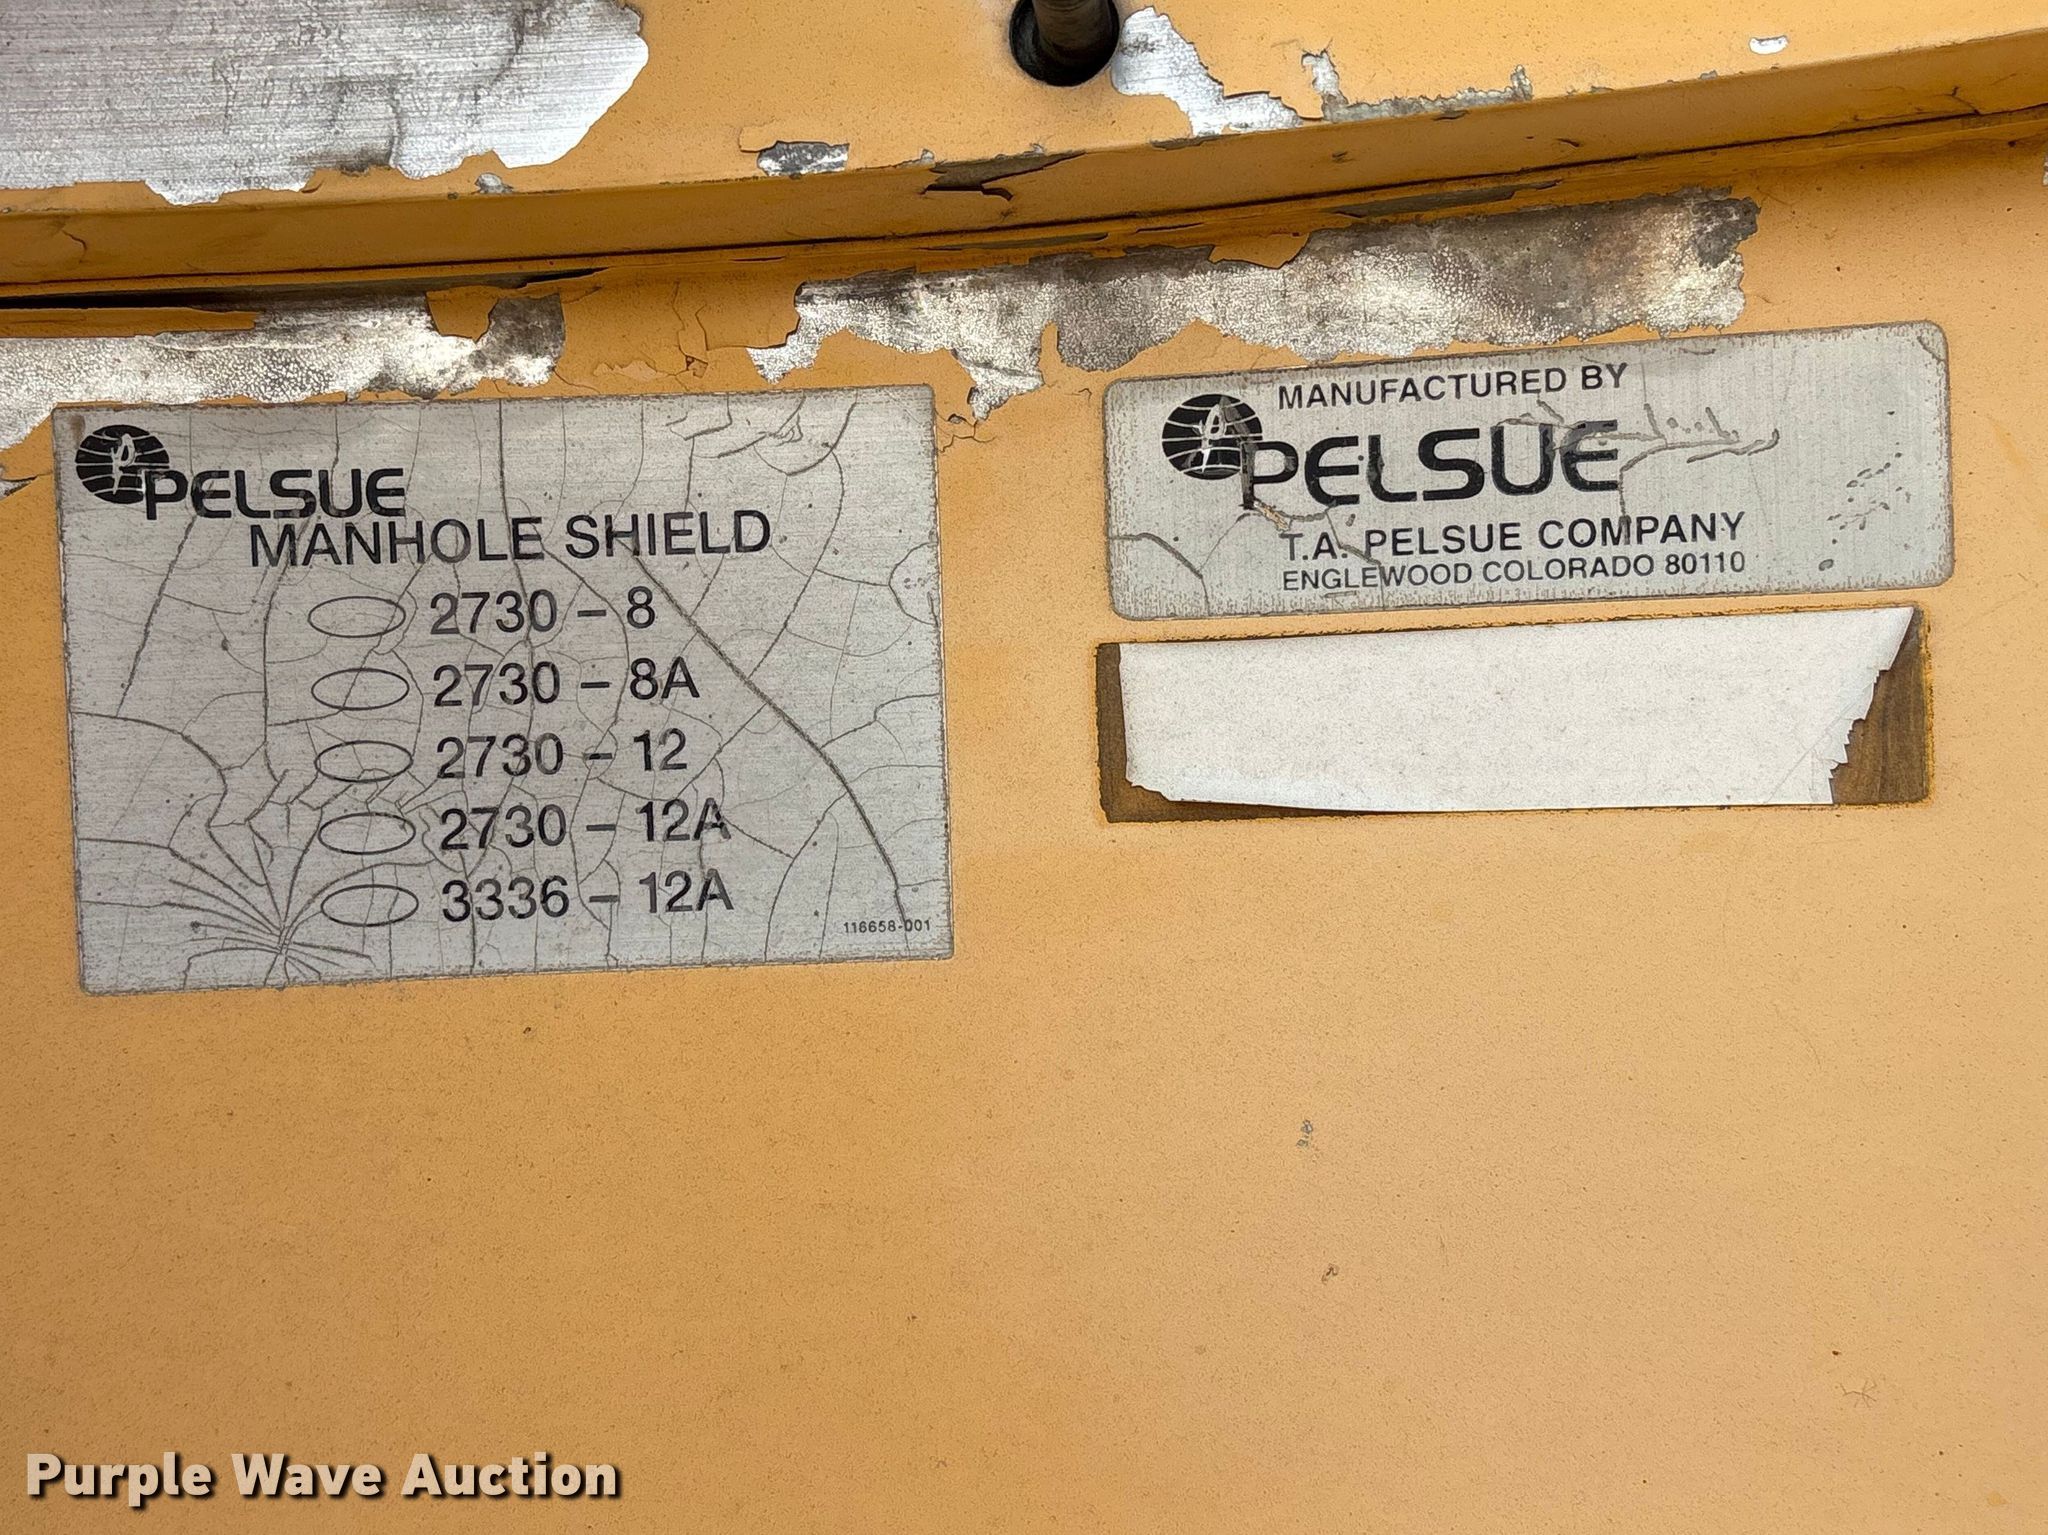 PELSUE
MANHOLE SHIELD
2730 – 8
2730 – 8A
2730 – 12
2730 – 12A
3336 – 12A
116658-001
MANUFACTURED BY
PELSUE
T.A. PELSUE COMPANY
ENGLEWOOD COLORADO 80110
Purple Wave Auction